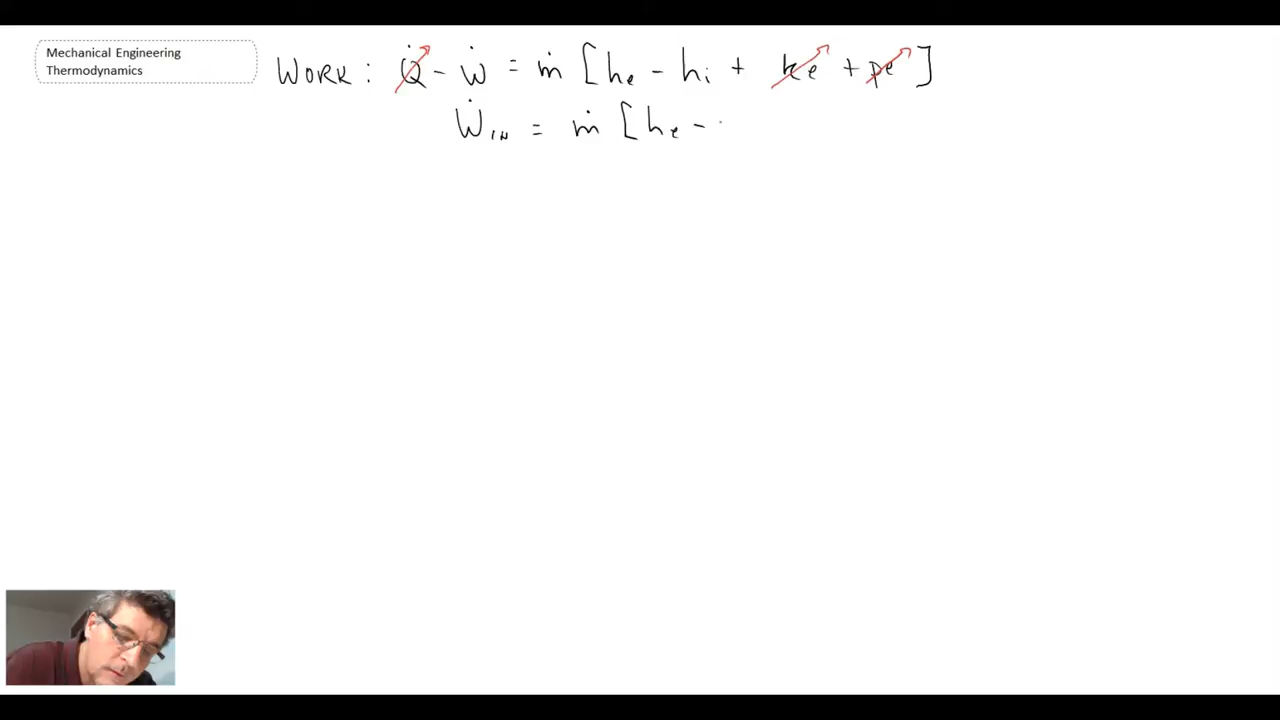 Mechanical Engineering
Thermodynamics
WORK : Q̇ - Ẇ = ṁ [he - hi + ke + pe]
Ẇin = ṁ [he -